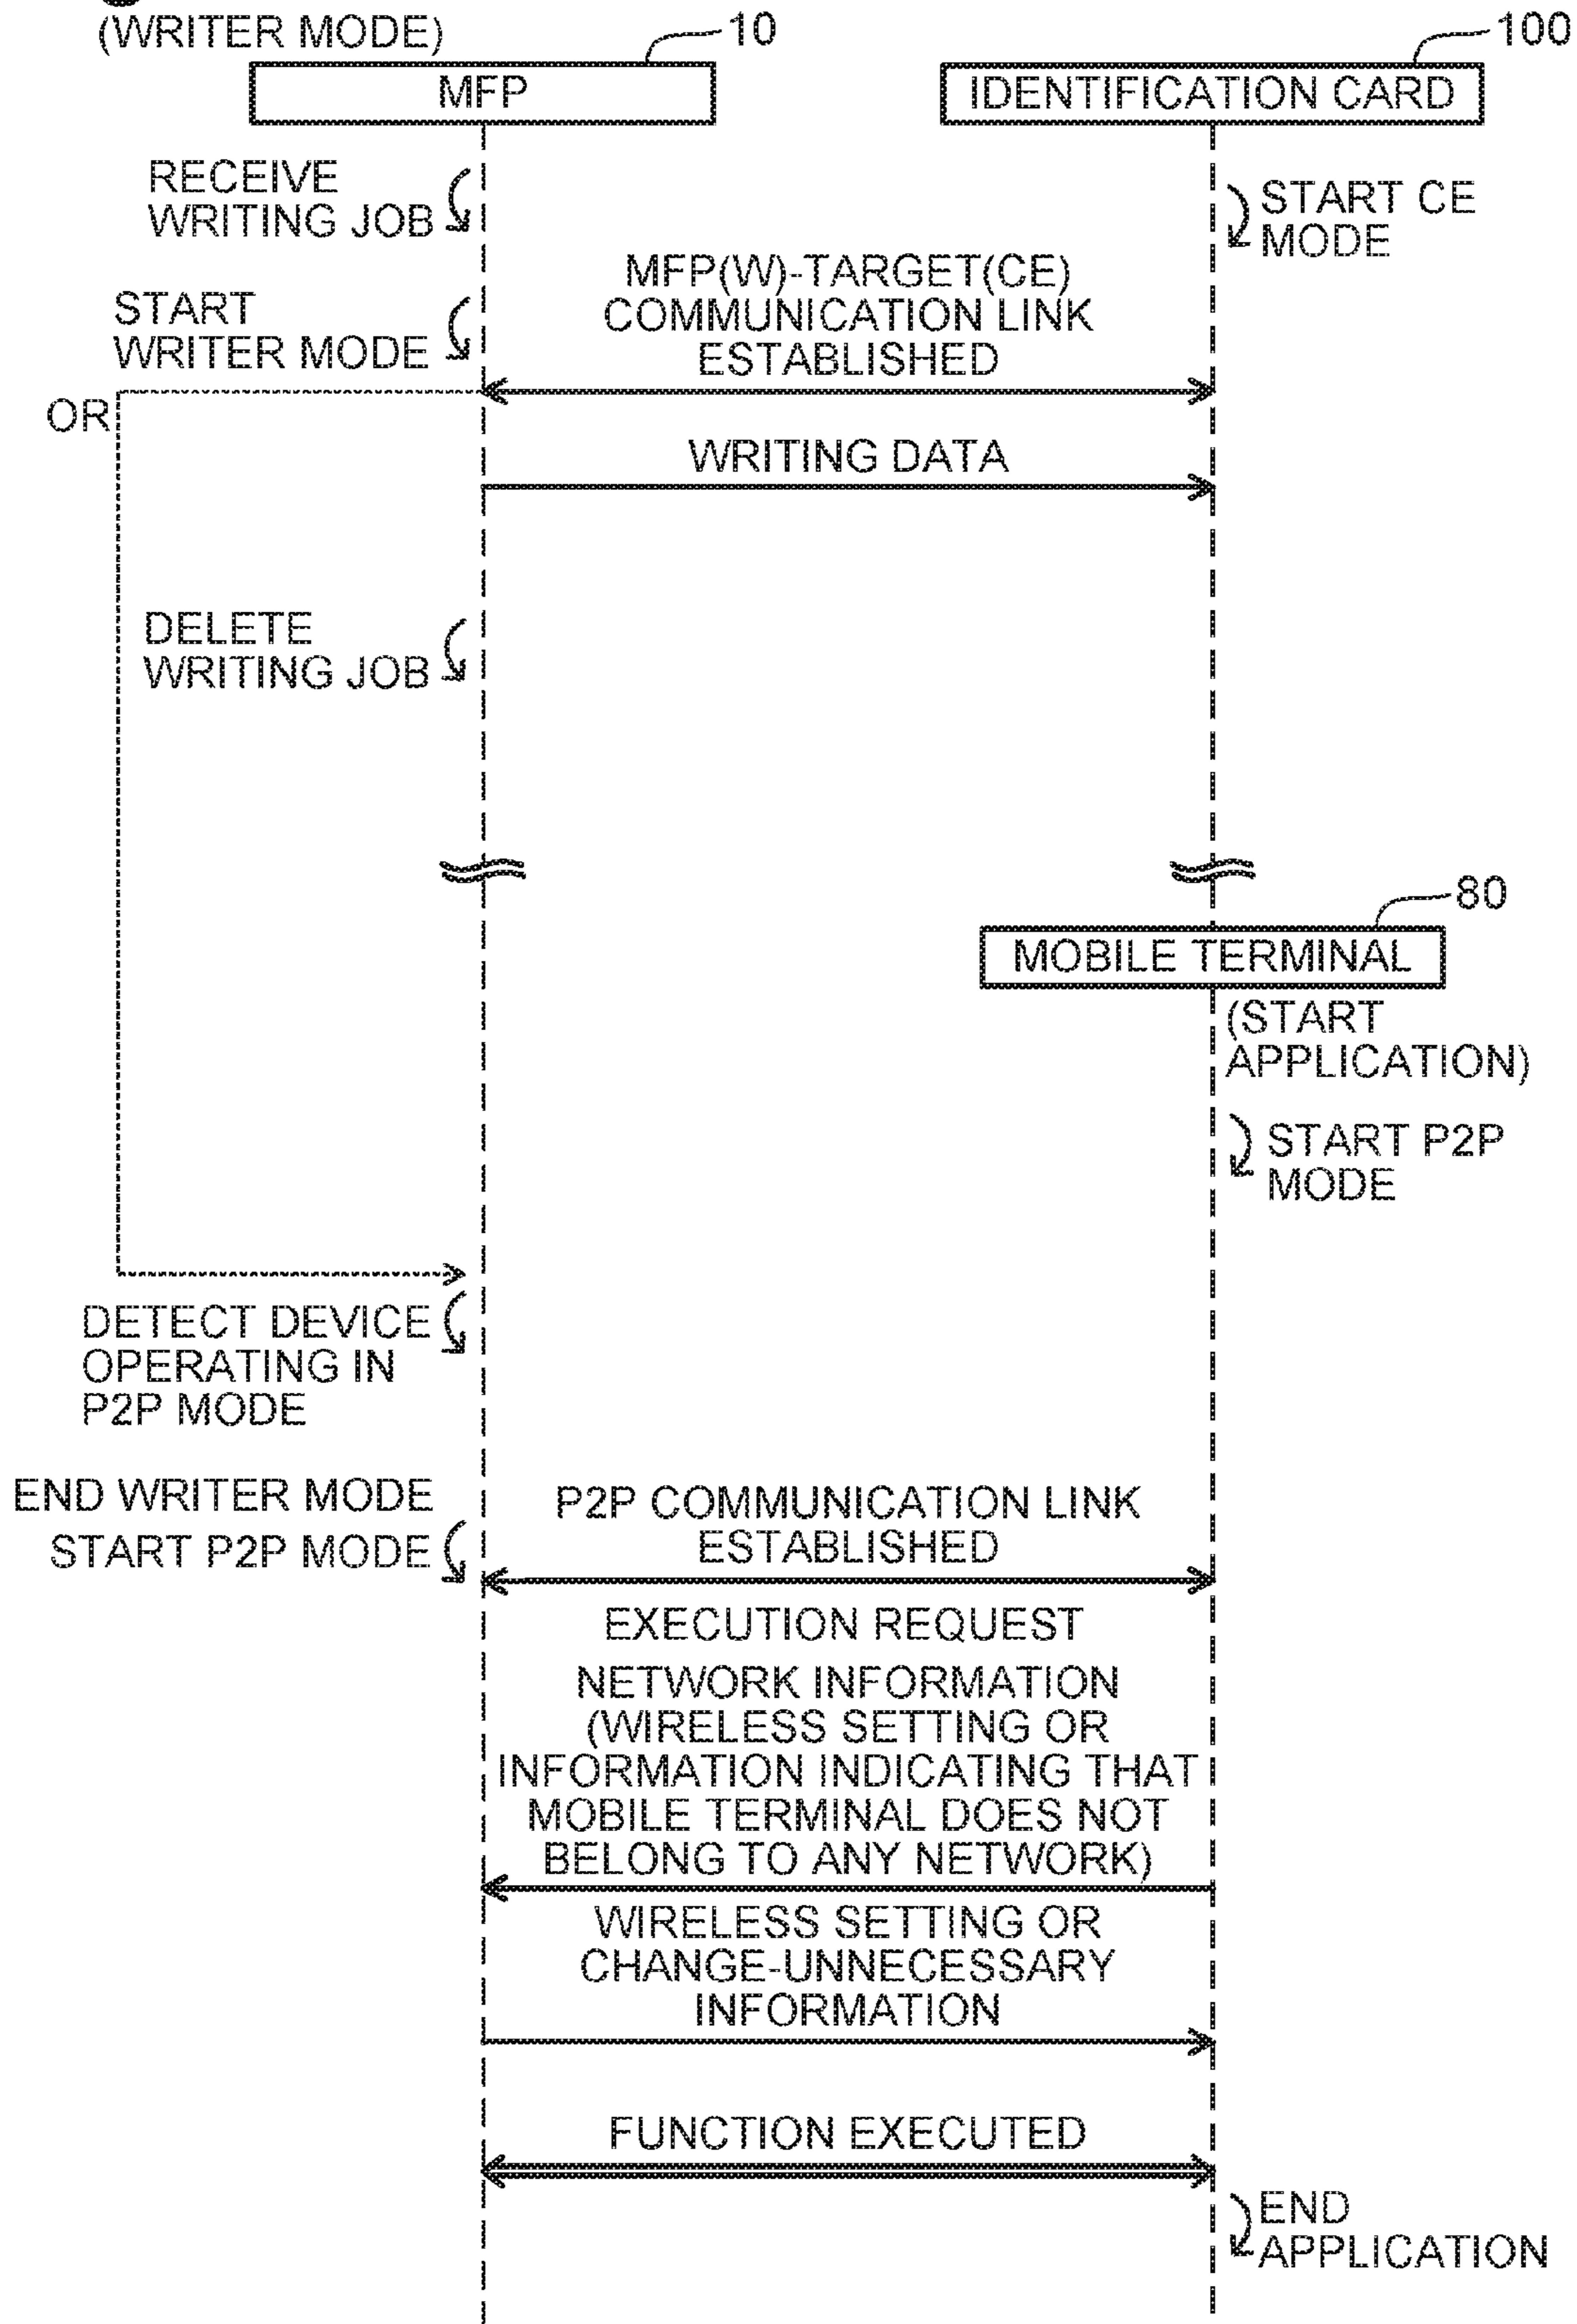 (WRITER MODE)
10
100
MFP
IDENTIFICATION CARD
RECEIVE
WRITING JOB
START CE
MODE
MFP(W)-TARGET(CE)
COMMUNICATION LINK
ESTABLISHED
START
WRITER MODE
OR
WRITING DATA
DELETE
WRITING JOB
80
MOBILE TERMINAL
(START
APPLICATION)
START P2P
MODE
DETECT DEVICE
OPERATING IN
P2P MODE
END WRITER MODE
START P2P MODE
P2P COMMUNICATION LINK
ESTABLISHED
EXECUTION REQUEST
NETWORK INFORMATION
(WIRELESS SETTING OR
INFORMATION INDICATING THAT
MOBILE TERMINAL DOES NOT
BELONG TO ANY NETWORK)
WIRELESS SETTING OR
CHANGE-UNNECESSARY
INFORMATION
FUNCTION EXECUTED
END
APPLICATION